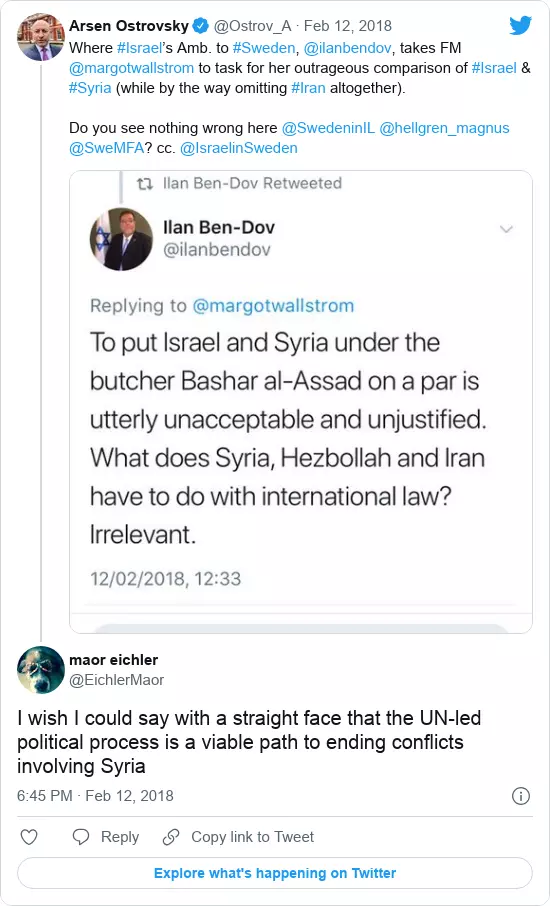 Arsen Ostrovsky @Ostrov_A · Feb 12, 2018
Where #Israel's Amb. to #Sweden, @ilanbendov, takes FM
@margotwallstrom to task for her outrageous comparison of #Israel &
#Syria (while by the way omitting #Iran altogether).
Do you see nothing wrong here @SwedeninIL @hellgren_magnus
@SweMFA? cc. @IsraelinSweden
Ilan Ben-Dov Retweeted
Ilan Ben-Dov
@ilanbendov
Replying to @margotwallstrom
To put Israel and Syria under the
butcher Bashar al-Assad on a par is
utterly unacceptable and unjustified.
What does Syria, Hezbollah and Iran
have to do with international law?
Irrelevant.
12/02/2018, 12:33
maor eichler
@EichlerMaor
I wish I could say with a straight face that the UN-led
political process is a viable path to ending conflicts
involving Syria
6:45 PM · Feb 12, 2018
Reply Copy link to Tweet
Explore what's happening on Twitter